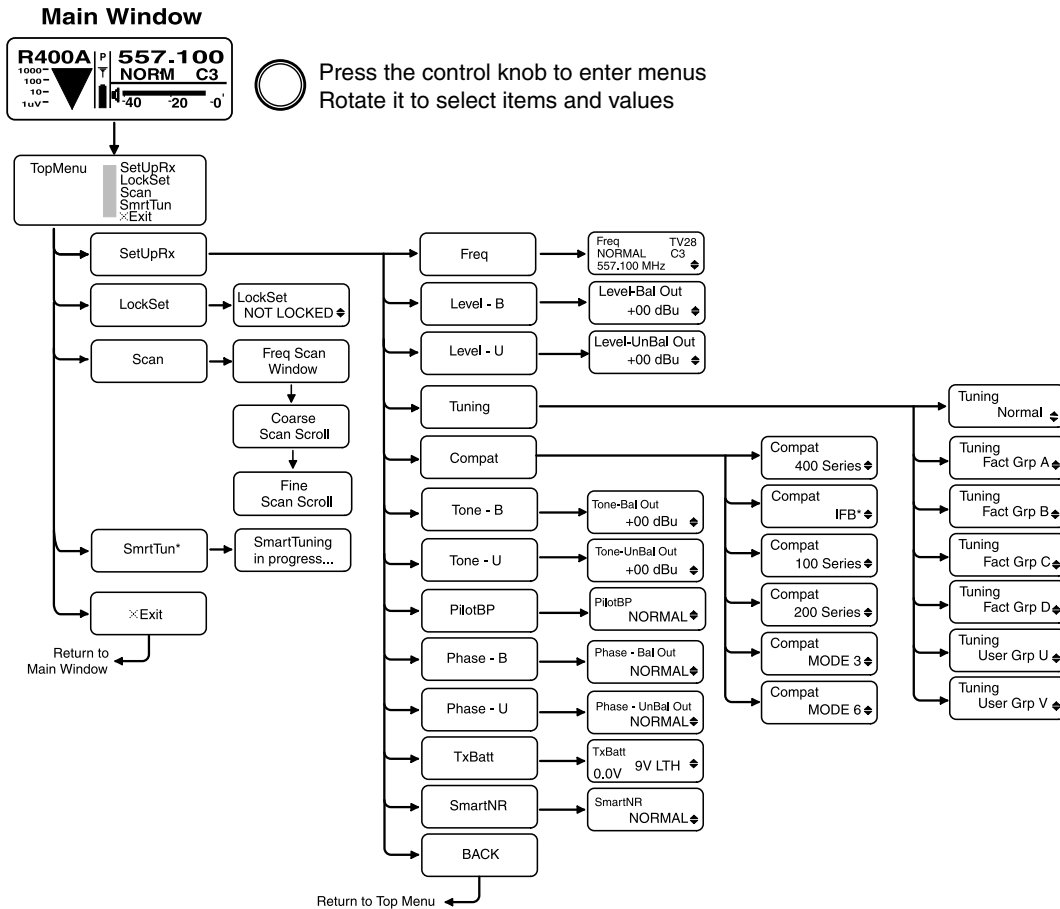 Main Window
R400A
P
557.100
1000-
100-
10-
1uV-
T
NORM C3
-40 -20 -0
Press the control knob to enter menus
Rotate it to select items and values
TopMenu
SetUpRx
LockSet
Scan
SmrtTun
×Exit
SetUpRx
LockSet
LockSet
NOT LOCKED
Scan
Freq Scan
Window
Coarse
Scan Scroll
Fine
Scan Scroll
SmrtTun*
SmartTuning
in progress...
×Exit
Return to
Main Window
Freq
Freq TV28
NORMAL C3
557.100 MHz
Level - B
Level-Bal Out
+00 dBu
Level - U
Level-UnBal Out
+00 dBu
Tuning
Compat
Tone - B
Tone-Bal Out
+00 dBu
Tone - U
Tone-UnBal Out
+00 dBu
PilotBP
PilotBP
NORMAL
Phase - B
Phase - Bal Out
NORMAL
Phase - U
Phase - UnBal Out
NORMAL
TxBatt
TxBatt
0.0V 9V LTH
SmartNR
SmartNR
NORMAL
BACK
Return to Top Menu
Compat
400 Series
Compat
IFB*
Compat
100 Series
Compat
200 Series
Compat
MODE 3
Compat
MODE 6
Tuning
Normal
Tuning
Fact Grp A
Tuning
Fact Grp B
Tuning
Fact Grp C
Tuning
Fact Grp D
Tuning
User Grp U
Tuning
User Grp V